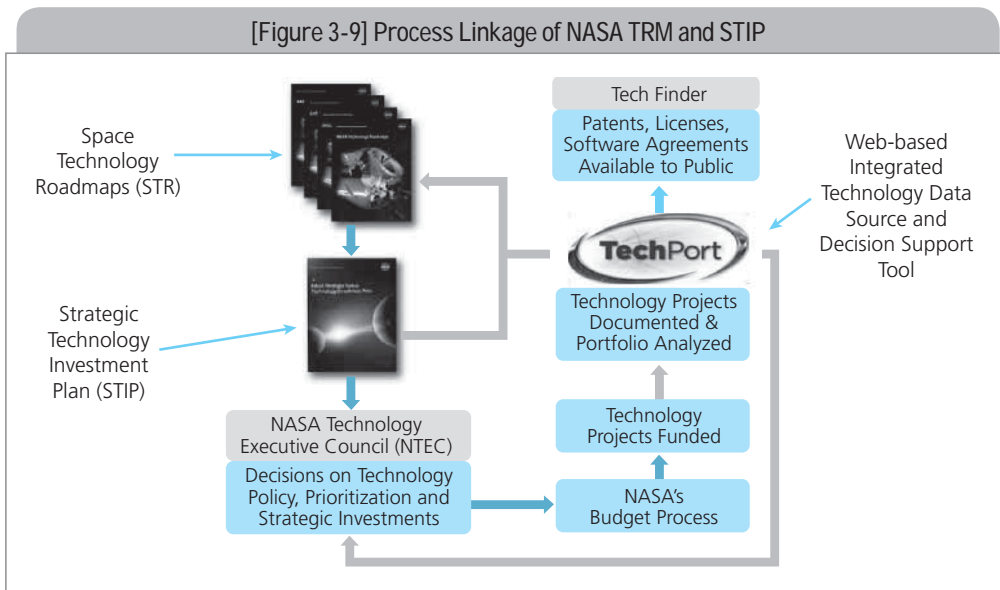 [Figure 3-9] Process Linkage of NASA TRM and STIP
Space
Technology
Roadmaps (STR)
Strategic
Technology
Investment
Plan (STIP)
NASA Technology
Executive Council (NTEC)
Decisions on Technology
Policy, Prioritization and
Strategic Investments
NASA's
Budget Process
Technology
Projects Funded
Technology Projects
Documented &
Portfolio Analyzed
TechPort
Tech Finder
Patents, Licenses,
Software Agreements
Available to Public
Web-based
Integrated
Technology Data
Source and
Decision Support
Tool